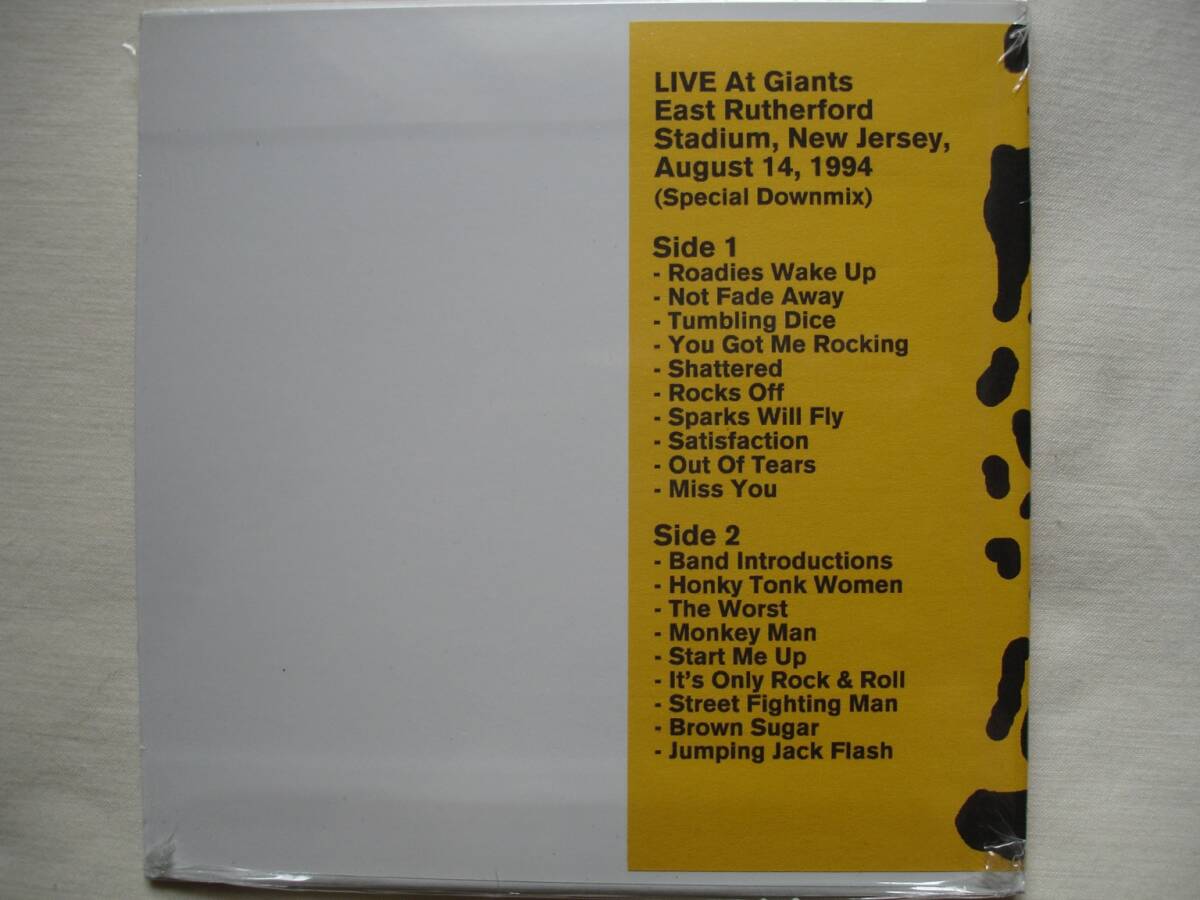 LIVE At Giants
East Rutherford
Stadium, New Jersey,
August 14, 1994
(Special Downmix)
Side 1
- Roadies Wake Up
- Not Fade Away
- Tumbling Dice
- You Got Me Rocking
- Shattered
- Rocks Off
- Sparks Will Fly
- Satisfaction
- Out Of Tears
- Miss You
Side 2
- Band Introductions
- Honky Tonk Women
- The Worst
- Monkey Man
- Start Me Up
- It's Only Rock & Roll
- Street Fighting Man
- Brown Sugar
- Jumping Jack Flash